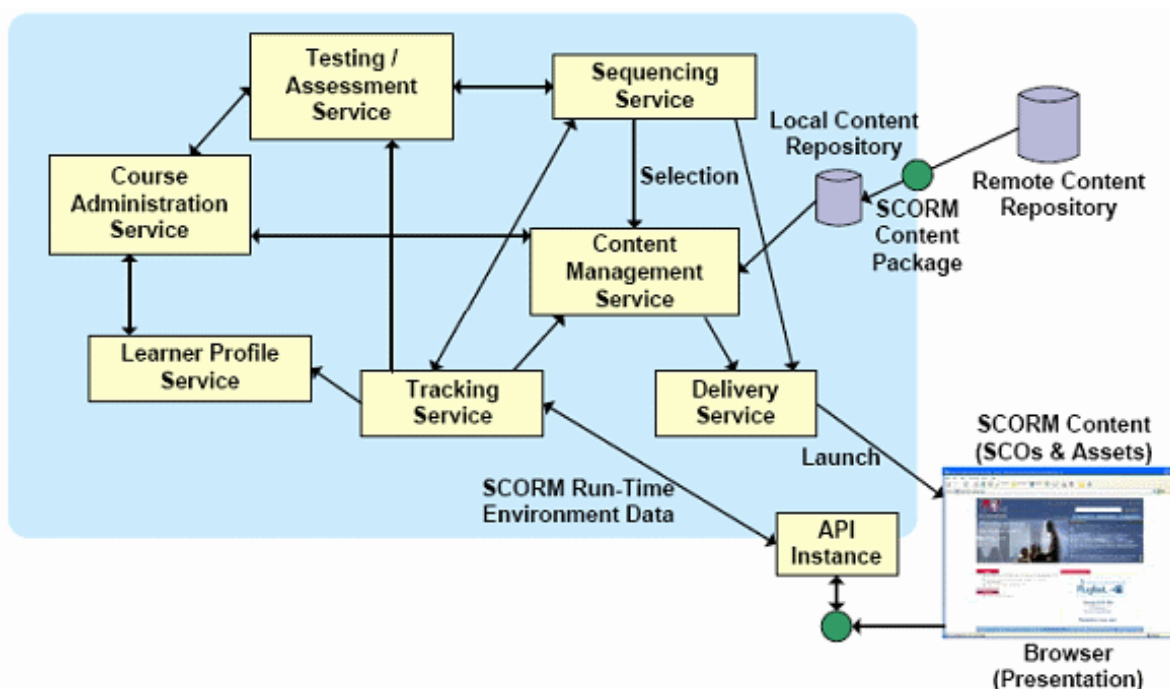 Testing /
Assessment
Service
Sequencing
Service
Local Content
Repository
Remote Content
Repository
Course
Administration
Service
Selection
SCORM
Content
Package
Content
Management
Service
Learner Profile
Service
Tracking
Service
Delivery
Service
Launch
SCORM Content
(SCOs & Assets)
SCORM Run-Time
Environment Data
API
Instance
Browser
(Presentation)